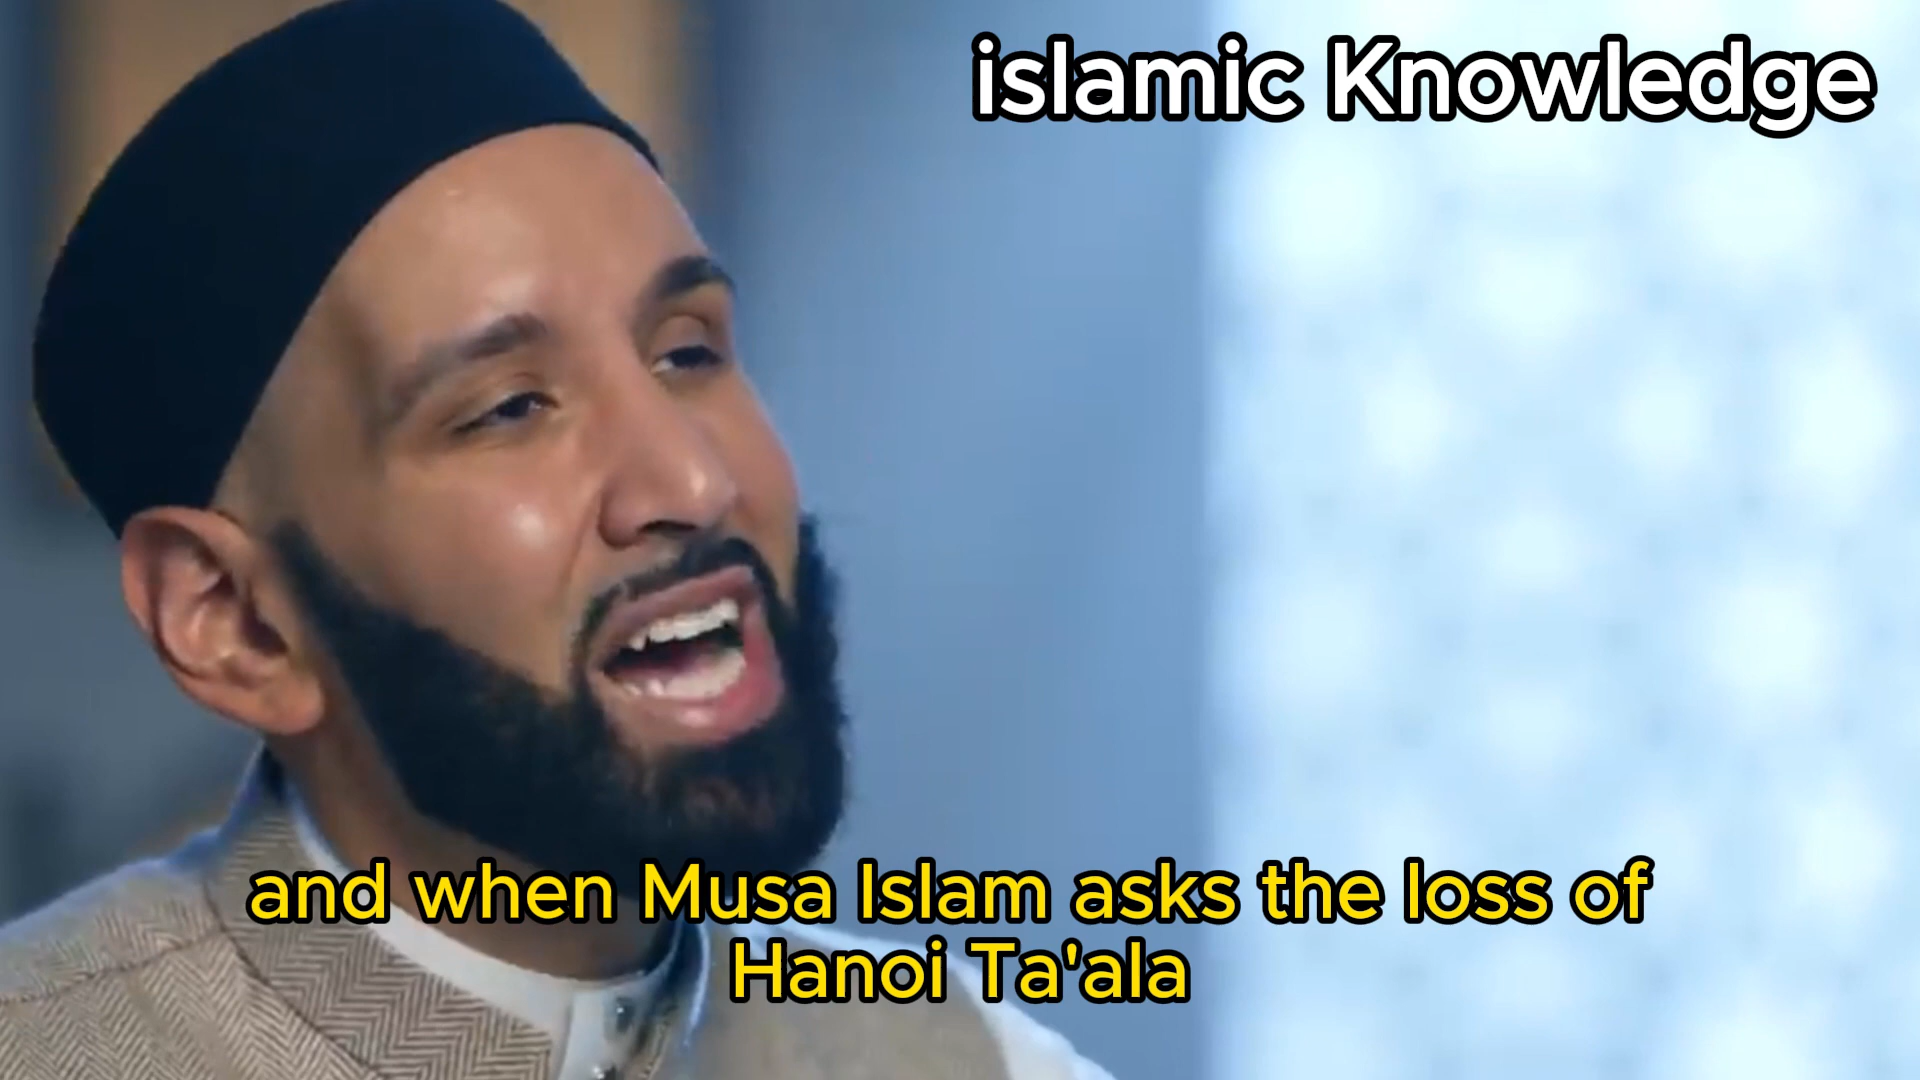 islamic Knowledge
and when Musa Islam asks the loss of
Hanoi Ta'ala